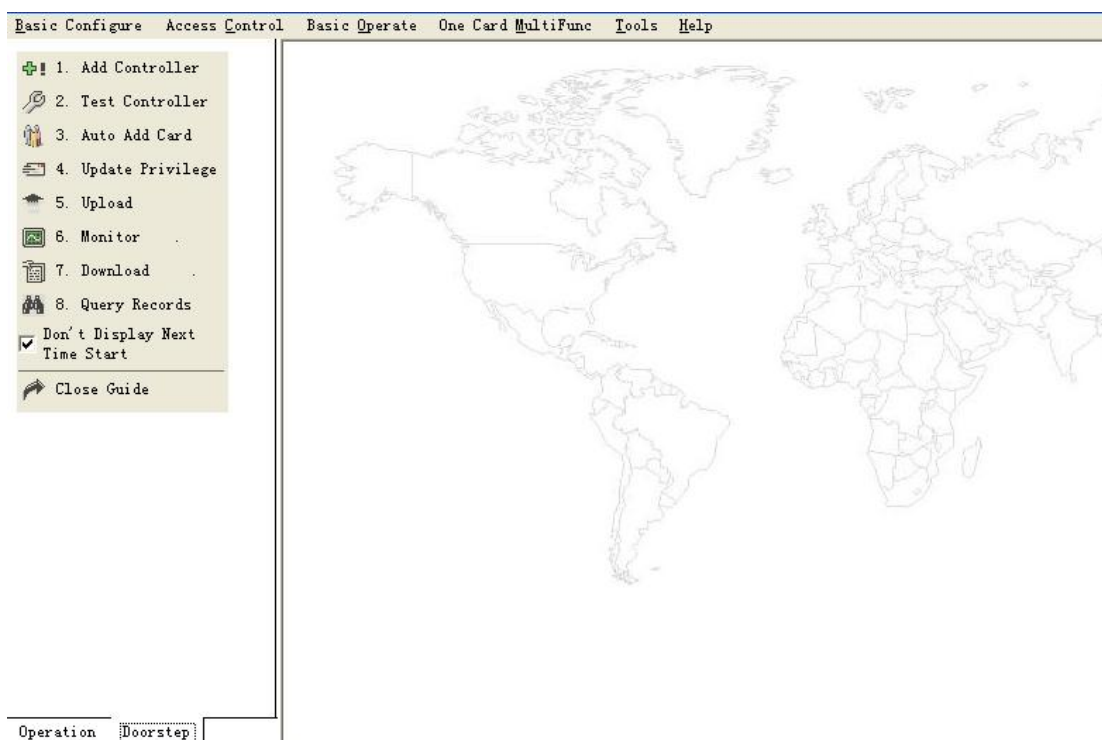 Basic Configure Access Control Basic Operate One Card MultiFunc Tools Help
1. Add Controller
2. Test Controller
3. Auto Add Card
4. Update Privilege
5. Upload
6. Monitor .
7. Download .
8. Query Records
Don't Display Next
Time Start
Close Guide
Operation Doorstep